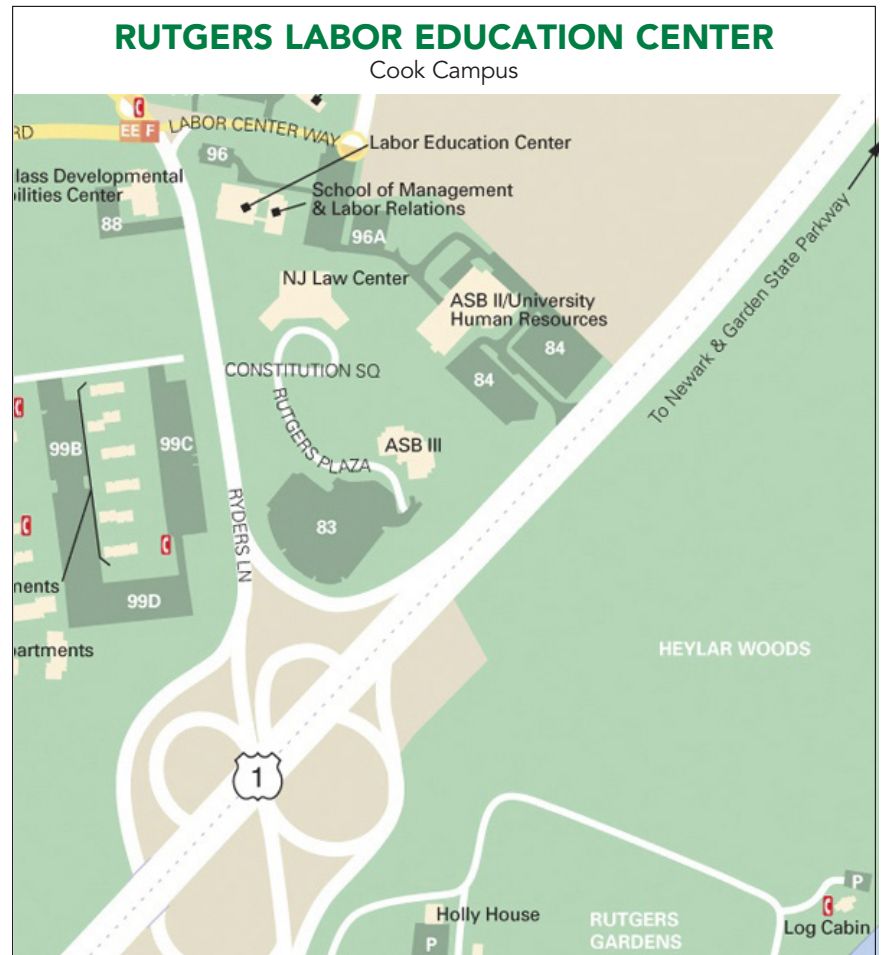 RUTGERS LABOR EDUCATION CENTER
Cook Campus
RD
EE F
LABOR CENTER WAY
Labor Education Center
96
lass Developmental
ilities Center
School of Management
& Labor Relations
88
96A
NJ Law Center
ASB II/University
Human Resources
To Newark & Garden State Parkway
84
84
CONSTITUTION SQ
RUTGERS PLAZA
ASB III
99B
99C
RYDERS LN
83
ments
99D
artments
HEYLAR WOODS
1
P
Holly House
RUTGERS
GARDENS
Log Cabin
P